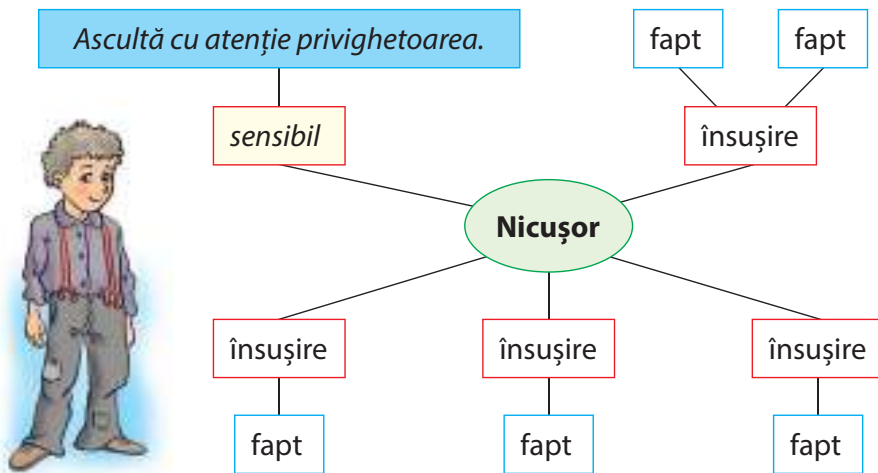 Ascultă cu atenție privighetoarea.
fapt
fapt
sensibil
însușire
Nicușor
însușire
însușire
însușire
fapt
fapt
fapt